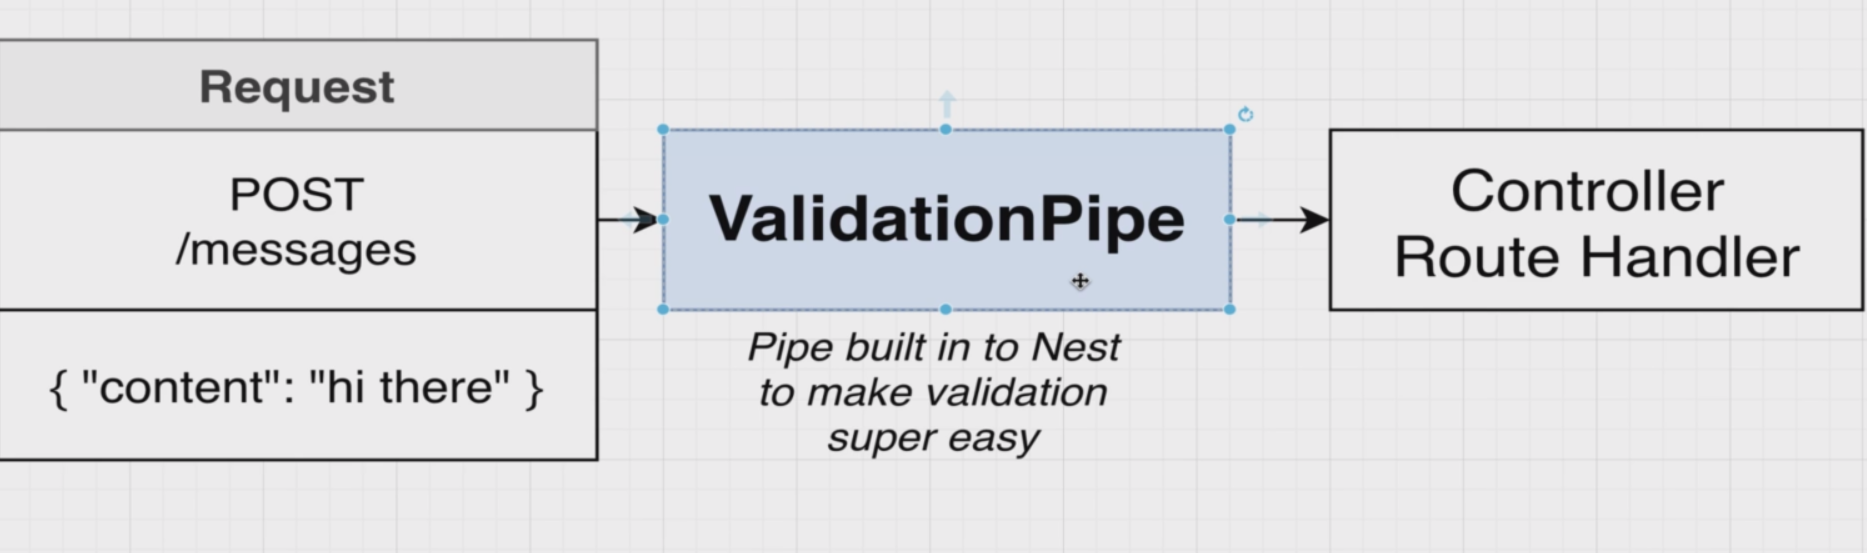 Request
POST
/messages
{ "content": "hi there" }
ValidationPipe
Pipe built in to Nest
to make validation
super easy
Controller
Route Handler